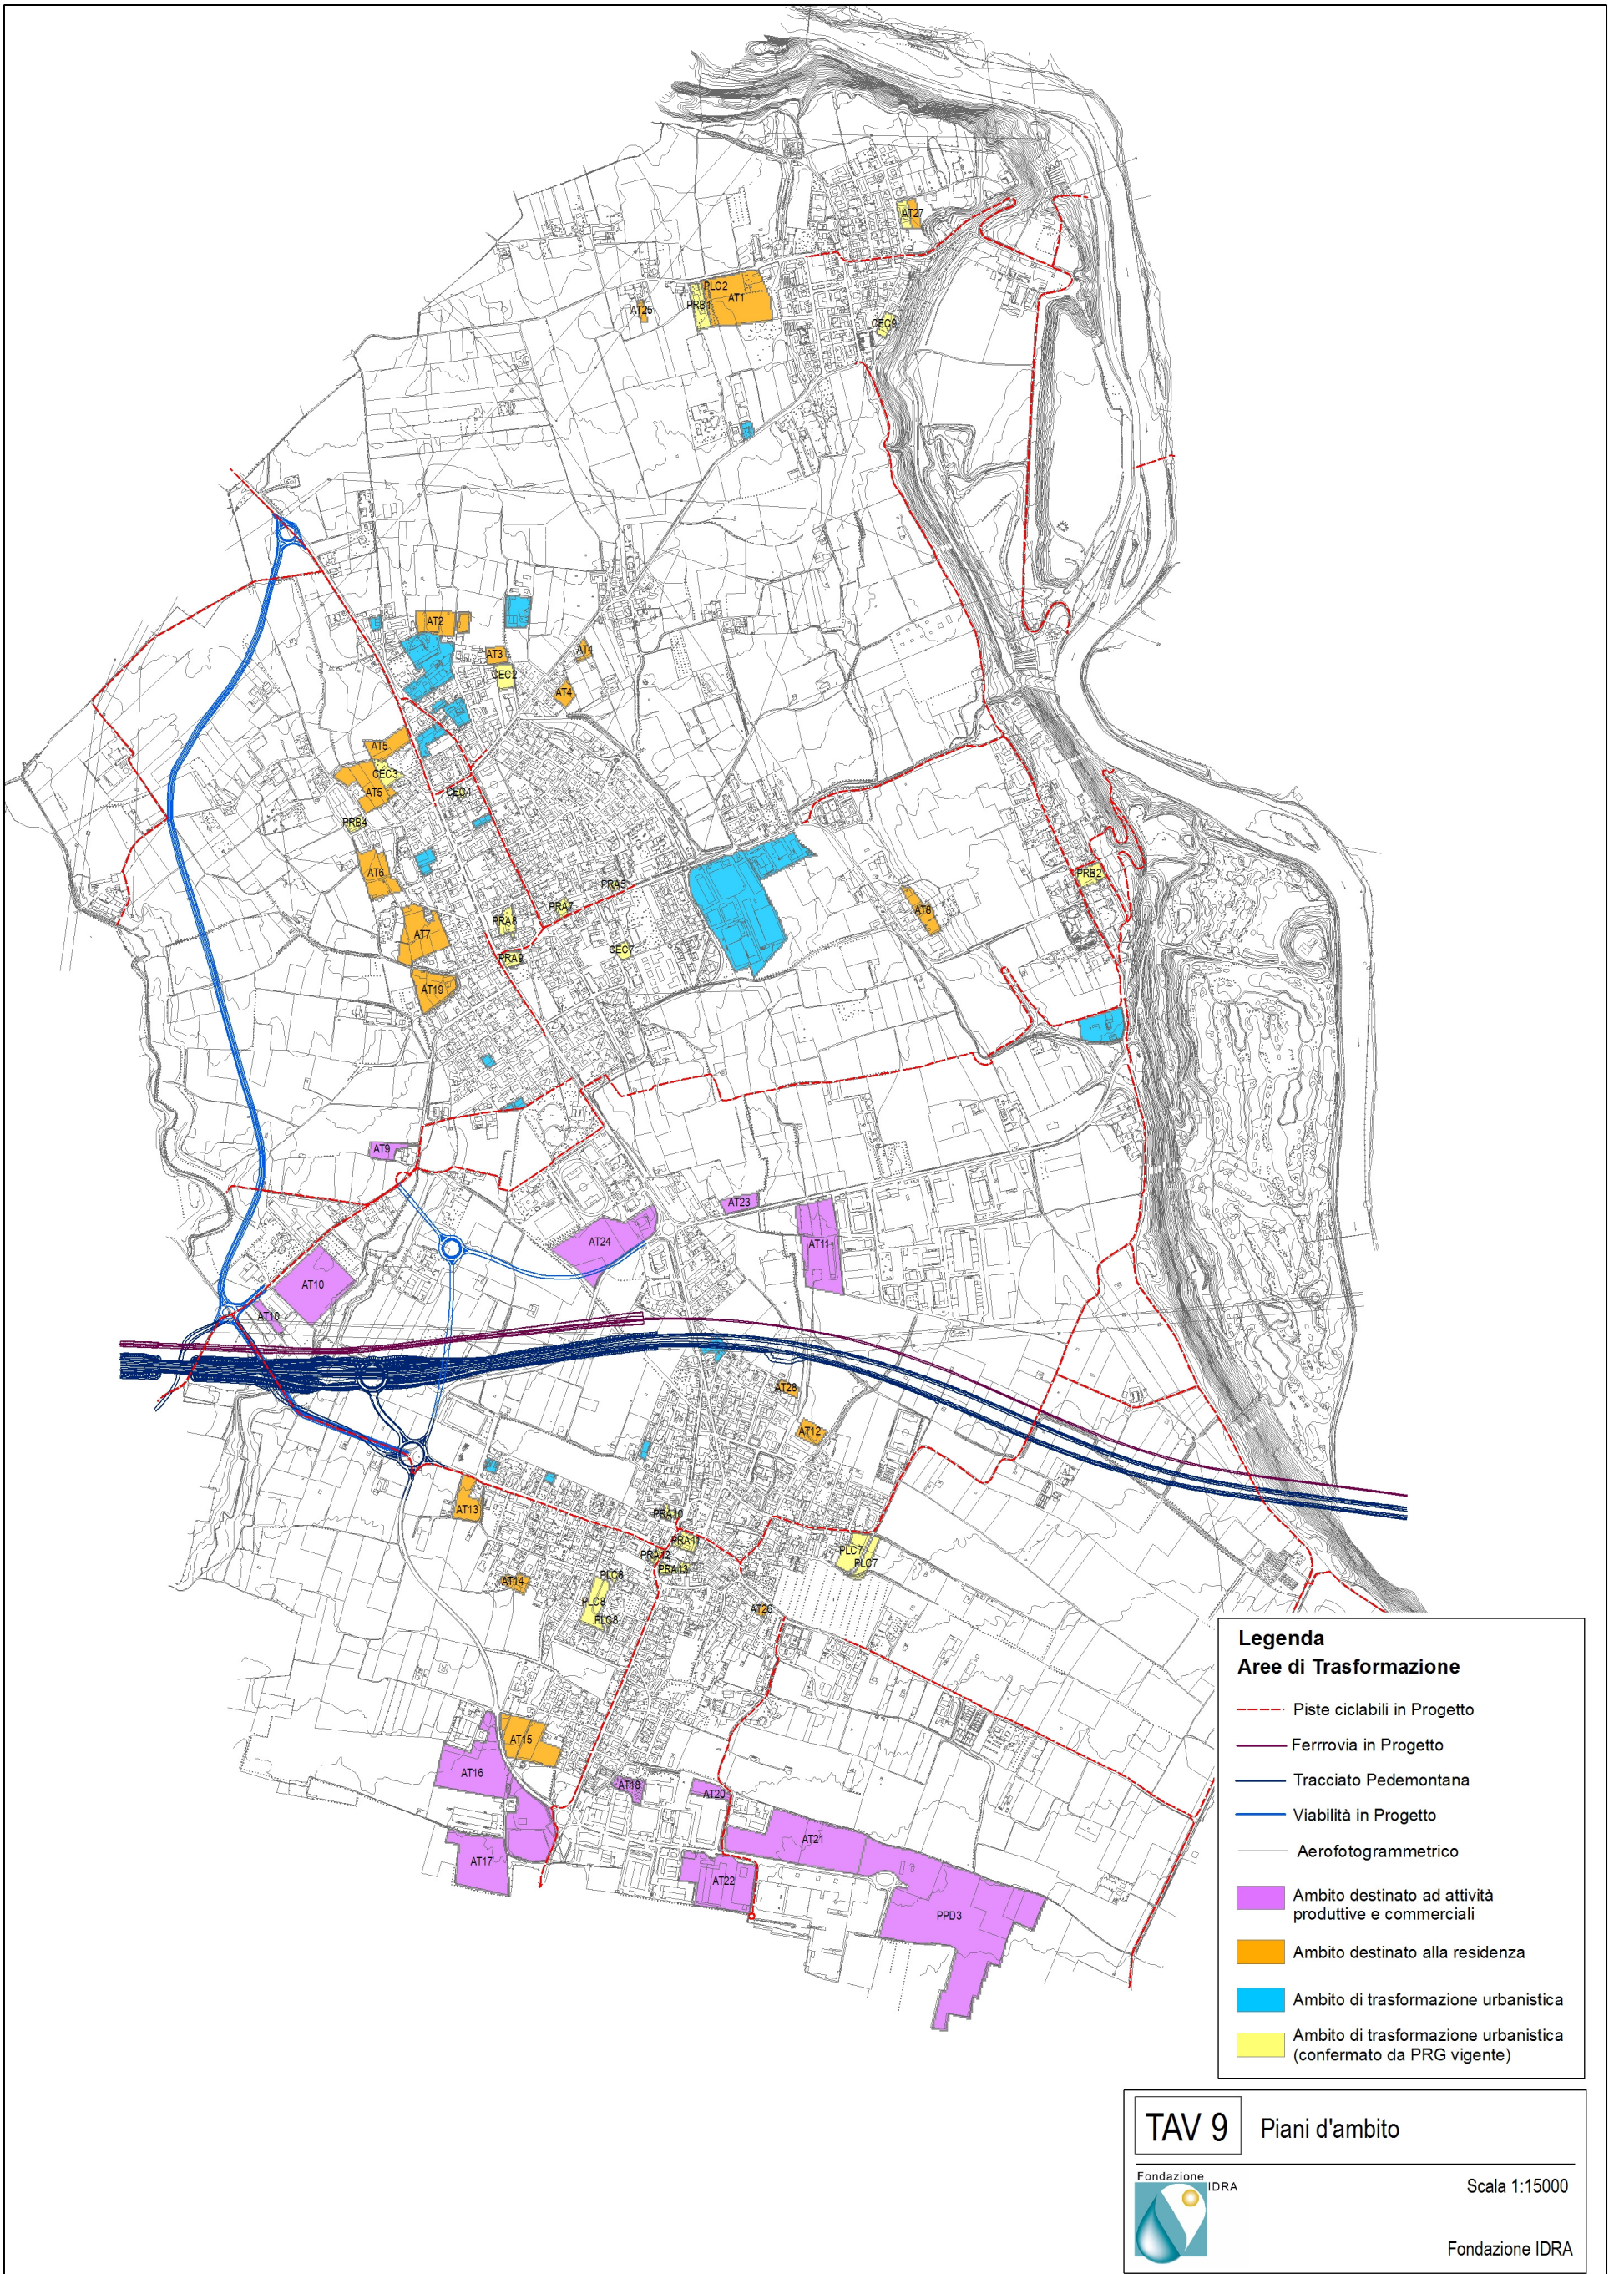 AT27
PLC2
AT1
PRB1
AT25
CEC9
AT2
AT3
AT4
CEC2
AT4
AT5
CEC3
AT5
CEC4
PRB4
AT6
PRA5
PRB2
PRA7
PRA8
AT8
AT7
CEC7
PRA9
AT19
AT9
AT23
AT24
AT11
AT10
AT10
AT28
AT12
AT13
PRA10
PRA11
PRA12
PRA13
PLC7
PLC7
AT14
PLC8
PLC8
PLC8
AT26
AT15
AT16
AT18
AT20
AT21
AT17
AT22
PPD3
Legenda
Aree di Trasformazione
Piste ciclabili in Progetto
Ferrrovia in Progetto
Tracciato Pedemontana
Viabilità in Progetto
Aerofotogrammetrico
Ambito destinato ad attività
produttive e commerciali
Ambito destinato alla residenza
Ambito di trasformazione urbanistica
Ambito di trasformazione urbanistica
(confermato da PRG vigente)
TAV 9
Piani d'ambito
Fondazione
IDRA
Scala 1:15000
Fondazione IDRA